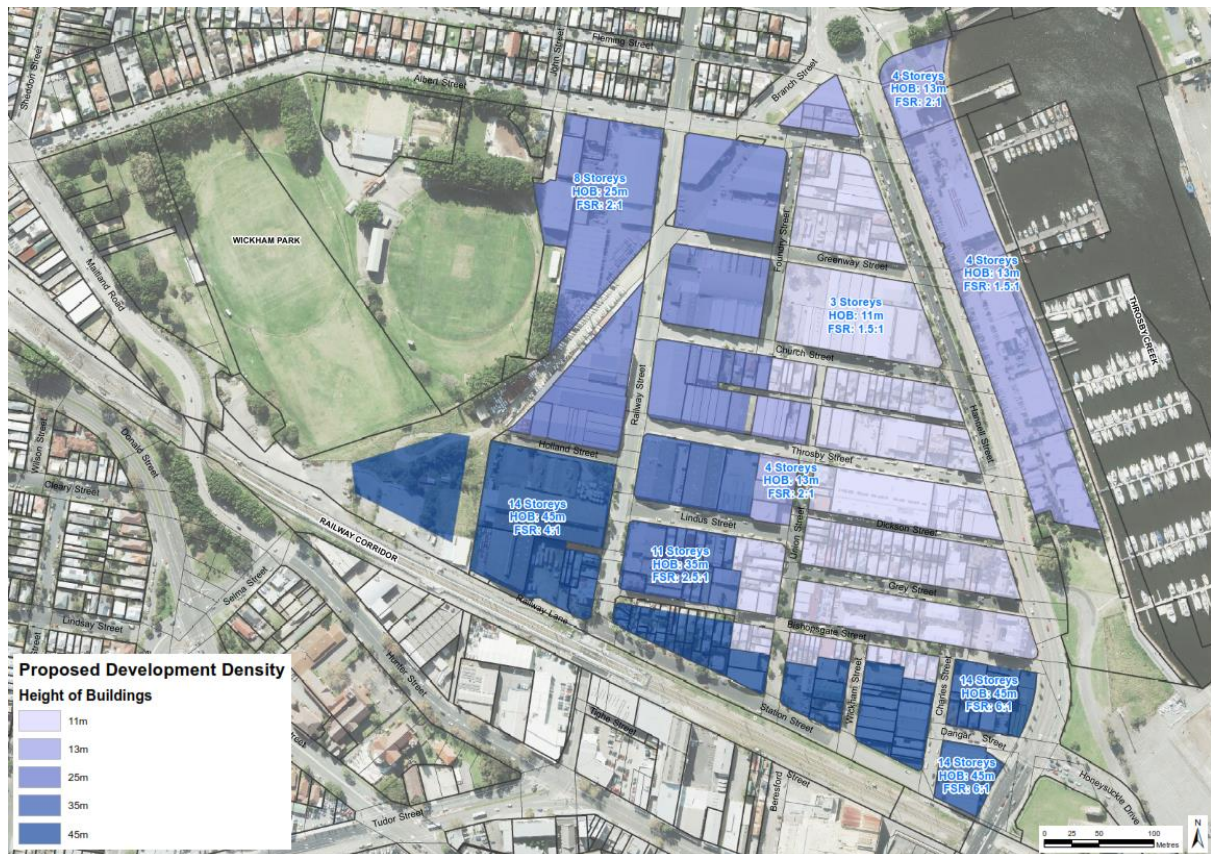 Fleming Street
John Street
Sheddon Street
Albert Street
Branch Street
4 Storeys
HOB: 13m
FSR: 2:1
8 Storeys
HOB: 25m
FSR: 2:1
WICKHAM PARK
Foundry Street
Greenway Street
4 Storeys
HOB: 13m
FSR: 1.5:1
Maitland Road
3 Storeys
HOB: 11m
FSR: 1.5:1
THROSBY CREEK
Church Street
Railway Street
Hannell Street
Wilson Street
Donald Street
Holland Street
Throsby Street
4 Storeys
HOB: 13m
FSR: 2:1
Cleary Street
14 Storeys
HOB: 45m
FSR: 4:1
Lindus Street
Union Street
Dickson Street
RAILWAY CORRIDOR
11 Storeys
HOB: 35m
FSR: 2.5:1
Selma Street
Grey Street
Railway Lane
Lindsay Street
Bishopsgate Street
Hunter Street
Station Street
Wickham Street
Charles Street
14 Storeys
HOB: 45m
FSR: 6:1
Dangar Street
Tighe Street
14 Storeys
HOB: 45m
FSR: 6:1
Beresford Street
Honeysuckle Drive
Tudor Street
Street
Proposed Development Density
Height of Buildings
11m
13m
25m
35m
45m
N
0 25 50 100
Metres